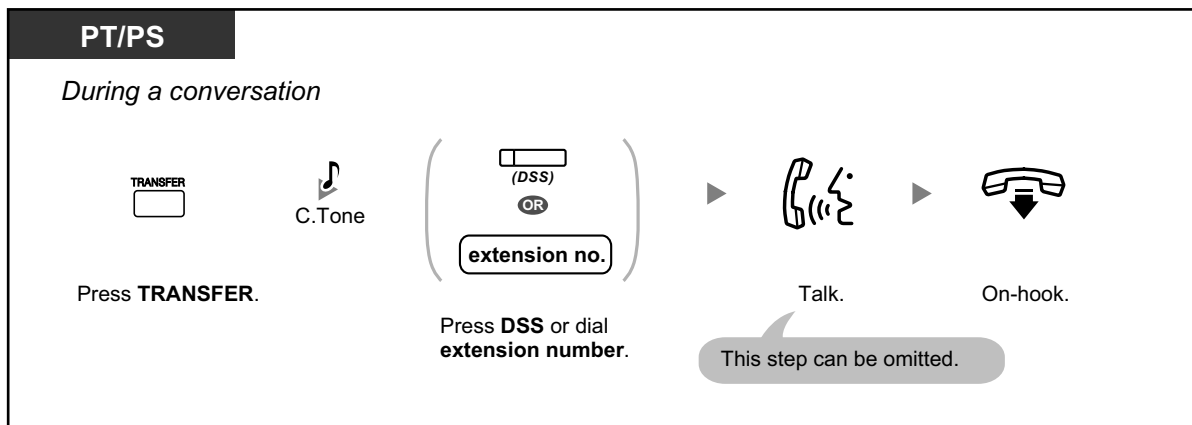 PT/PS
During a conversation
TRANSFER
C.Tone
(DSS)
OR
extension no.
Press TRANSFER.
Press DSS or dial
extension number.
Talk.
On-hook.
This step can be omitted.